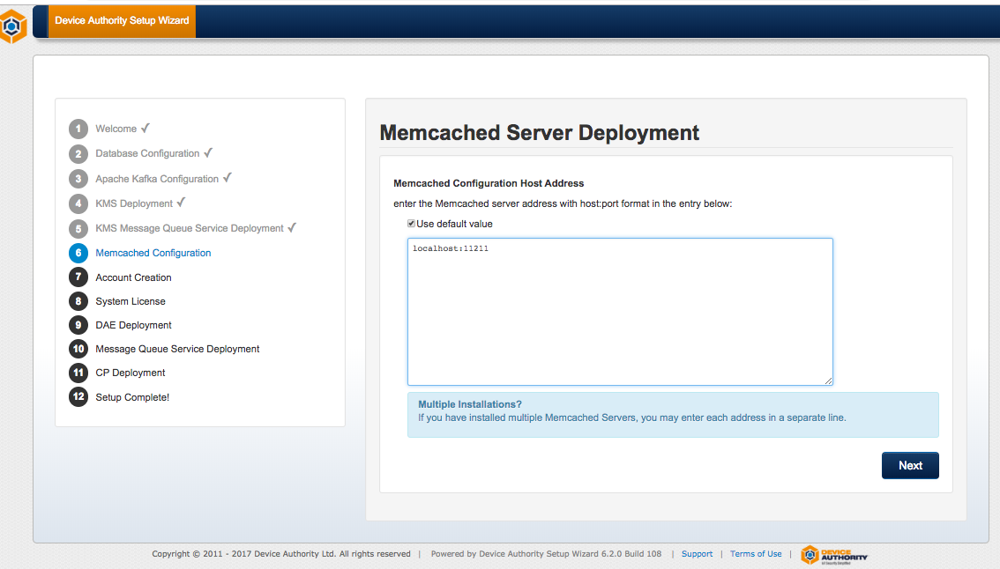 Device Authority Setup Wizard
1 Welcome ✓
2 Database Configuration ✓
3 Apache Kafka Configuration ✓
4 KMS Deployment ✓
5 KMS Message Queue Service Deployment ✓
6 Memcached Configuration
7 Account Creation
8 System License
9 DAE Deployment
10 Message Queue Service Deployment
11 CP Deployment
12 Setup Complete!
Memcached Server Deployment
Memcached Configuration Host Address
enter the Memcached server address with host:port format in the entry below:
Use default value
localhost:11211
Multiple Installations?
If you have installed multiple Memcached Servers, you may enter each address in a separate line.
Next
Copyright © 2011 - 2017 Device Authority Ltd. All rights reserved | Powered by Device Authority Setup Wizard 6.2.0 Build 108 | Support | Terms of Use |
DEVICE
AUTHORITY